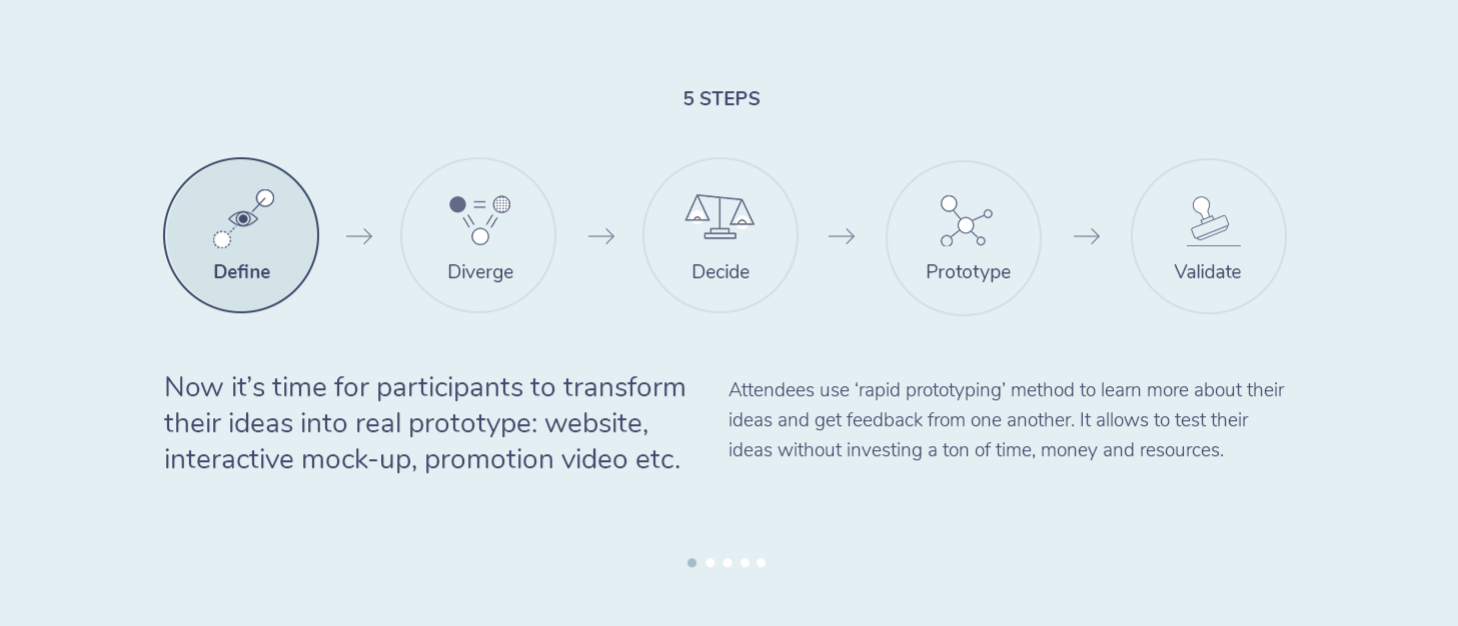 5 STEPS
Define
Diverge
Decide
Prototype
Validate
Now it’s time for participants to transform
their ideas into real prototype: website,
interactive mock-up, promotion video etc.
Attendees use ‘rapid prototyping’ method to learn more about their
ideas and get feedback from one another. It allows to test their
ideas without investing a ton of time, money and resources.